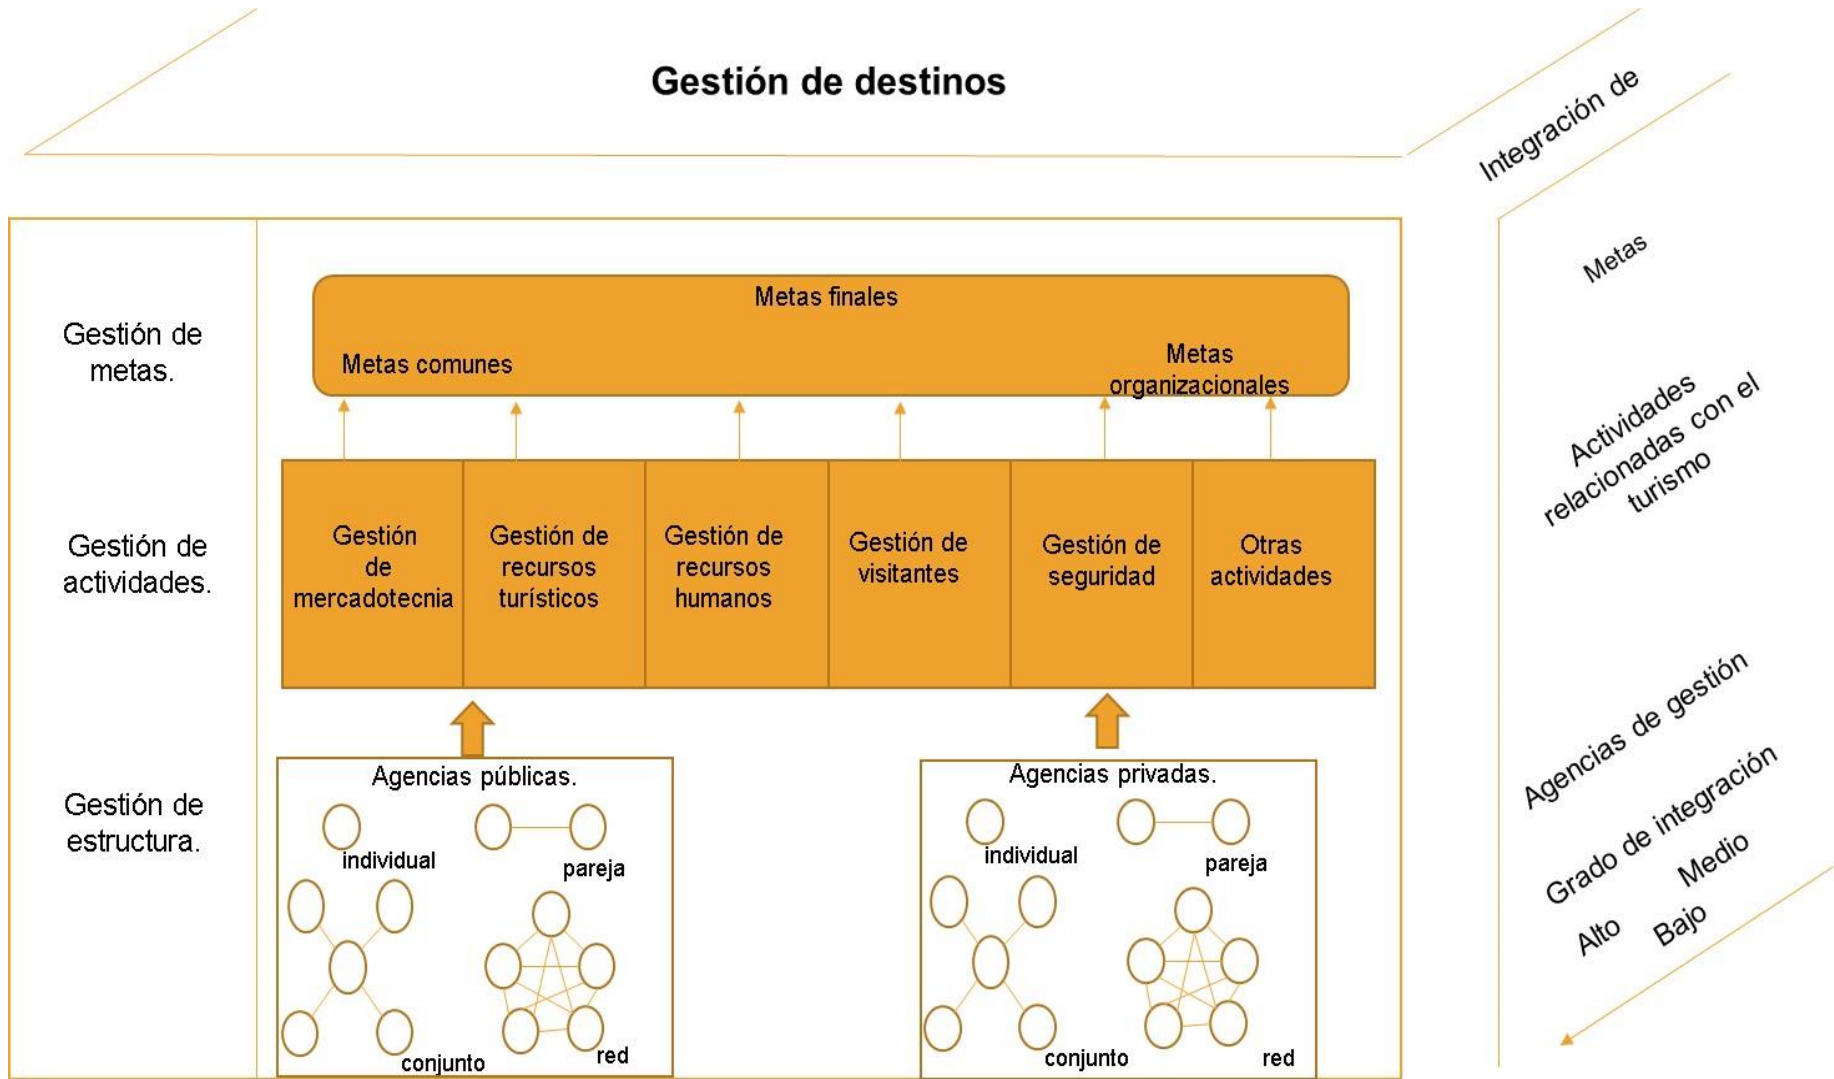 Gestión de destinos
Integración de
Gestión de
metas.
Metas finales
Metas comunes
Metas
organizacionales
Metas
Gestión de
actividades.
Gestión
de
mercadotecnia
Gestión de
recursos
turísticos
Gestión de
recursos
humanos
Gestión de
visitantes
Gestión de
seguridad
Otras
actividades
Actividades
relacionadas con el
turismo
Gestión de
estructura.
Agencias públicas.
individual
pareja
conjunto
red
Agencias privadas.
individual
pareja
conjunto
red
Agencias de gestión
Grado de integración
Alto
Medio
Bajo